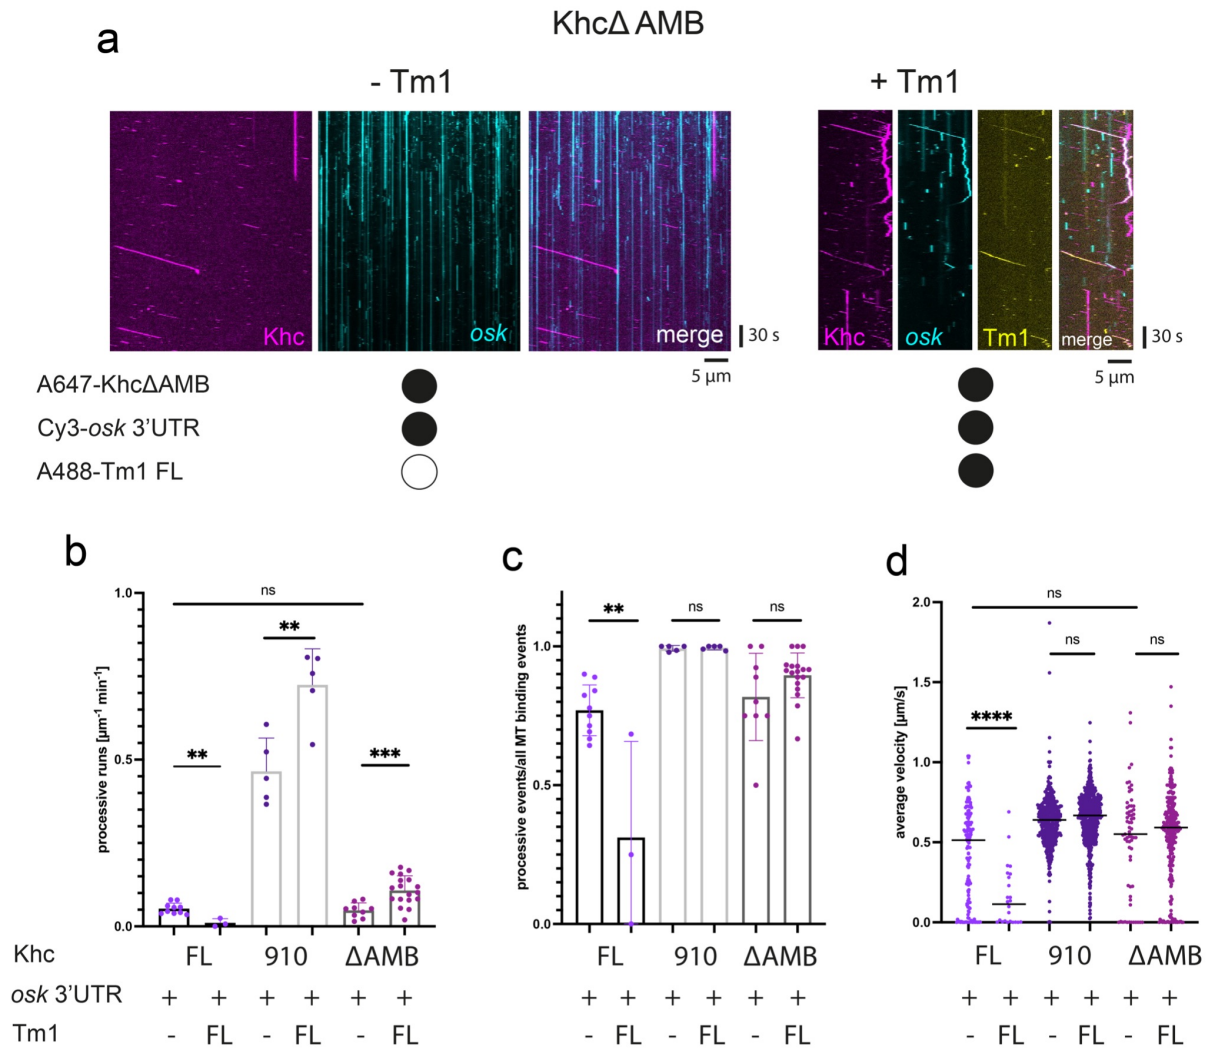 KhcΔ AMB
a
- Tm1
+ Tm1
Khc
osk
merge
30 s
5 μm
Khc
osk
Tm1
merge
30 s
5 μm
A647-KhcΔAMB
Cy3-osk 3'UTR
A488-Tm1 FL
b
processive runs [μm⁻¹ min⁻¹]
1.0
0.5
0.0
ns
**
**
***
c
processive events/all MT binding events
1.0
0.5
0.0
**
ns
ns
d
average velocity [μm/s]
2.0
1.5
1.0
0.5
0.0
ns
ns
ns
****
Khc FL 910 ΔAMB FL 910 ΔAMB FL 910 ΔAMB
osk 3'UTR + + + + + + + + + + + + + + + + + +
Tm1 - FL - FL - FL - FL - FL - FL - FL - FL - FL